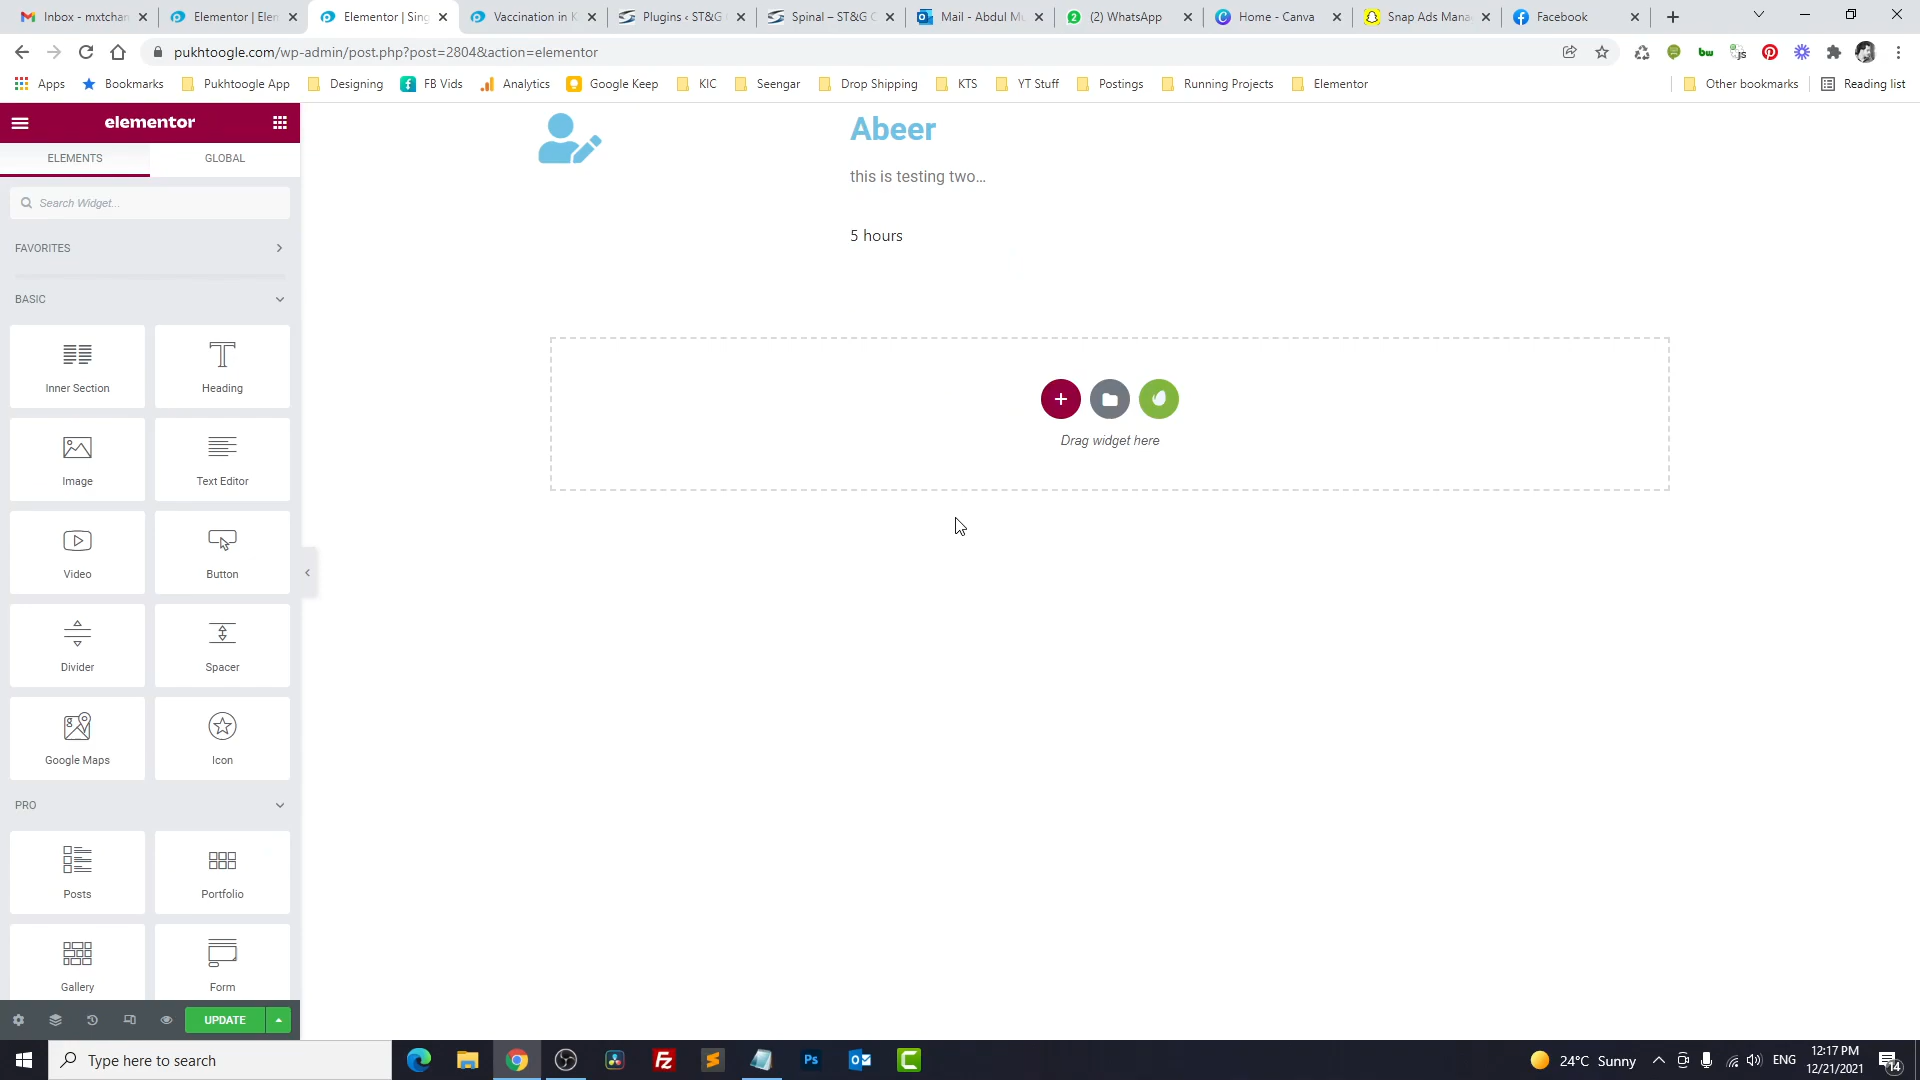 Inbox - mxtchan
Elementor | Elem
Elementor | Sing
Vaccination in K
Plugins ‹ ST&G
Spinal – ST&G C
Mail - Abdul Mu
(2) WhatsApp
Home - Canva
Snap Ads Mana
Facebook
pukhtoogle.com/wp-admin/post.php?post=2804&action=elementor
Apps
Bookmarks
Pukhtoogle App
Designing
FB Vids
Analytics
Google Keep
KIC
Seengar
Drop Shipping
KTS
YT Stuff
Postings
Running Projects
Elementor
Other bookmarks
Reading list
elementor
ELEMENTS
GLOBAL
Search Widget...
FAVORITES
BASIC
Inner Section
Heading
Image
Text Editor
Video
Button
Divider
Spacer
Google Maps
Icon
PRO
Posts
Portfolio
Gallery
Form
UPDATE
Abeer
this is testing two...
5 hours
Drag widget here
Type here to search
24°C Sunny
ENG
12:17 PM
12/21/2021
14